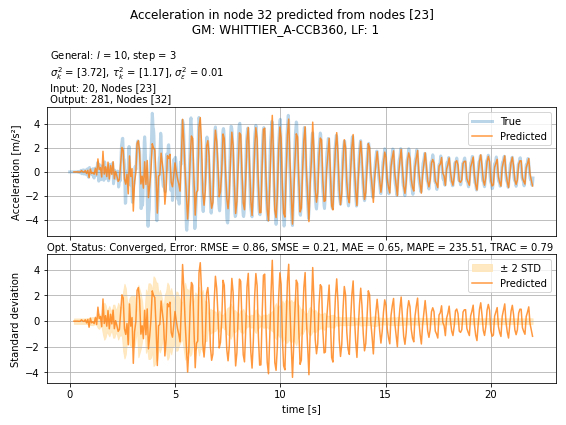 Acceleration in node 32 predicted from nodes [23]
GM: WHITTIER_A-CCB360, LF: 1
General: l = 10, step = 3
σ²ₖ = [3.72], τ²ₖ = [1.17], σ²ₑ = 0.01
Input: 20, Nodes [23]
Output: 281, Nodes [32]
Acceleration [m/s²]
4
2
0
−2
−4
True
Predicted
Opt. Status: Converged, Error: RMSE = 0.86, SMSE = 0.21, MAE = 0.65, MAPE = 235.51, TRAC = 0.79
Standard deviation
4
2
0
−2
−4
± 2 STD
Predicted
0 5 10 15 20
time [s]